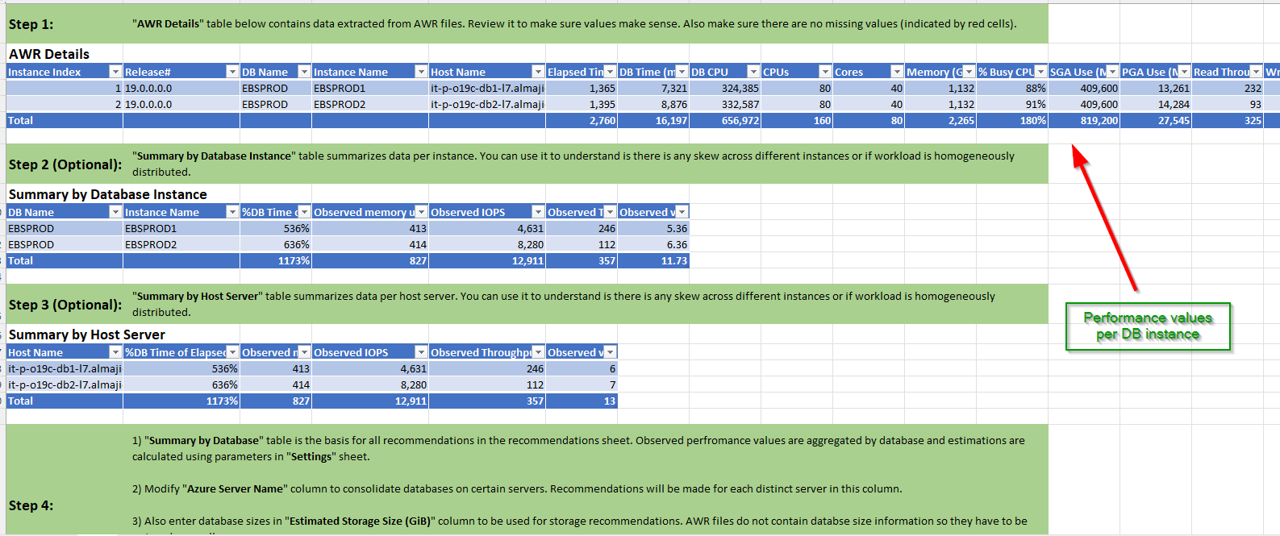 Step 1:
"AWR Details" table below contains data extracted from AWR files. Review it to make sure values make sense. Also make sure there are no missing values (indicated by red cells).
AWR Details
Instance Index Release# DB Name Instance Name Host Name Elapsed Tin DB Time (m DB CPU CPUs Cores Memory (G % Busy CPU SGA Use (M PGA Use (M Read Throu Wr
1 19.0.0.0.0 EBSPROD EBSPROD1 it-p-o19c-db1-l7.almaji 1,365 7,321 324,385 80 40 1,132 88% 409,600 13,261 232
2 19.0.0.0.0 EBSPROD EBSPROD2 it-p-o19c-db2-l7.almaji 1,395 8,876 332,587 80 40 1,132 91% 409,600 14,284 93
Total 2,760 16,197 656,972 160 80 2,265 180% 819,200 27,545 325
Step 2 (Optional):
"Summary by Database Instance" table summarizes data per instance. You can use it to understand is there is any skew across different instances or if workload is homogeneously
distributed.
Summary by Database Instance
DB Name Instance Name %DB Time o Observed memory u Observed IOPS Observed T Observed v
EBSPROD EBSPROD1 536% 413 4,631 246 5.36
EBSPROD EBSPROD2 636% 414 8,280 112 6.36
Total 1173% 827 12,911 357 11.73
Step 3 (Optional):
"Summary by Host Server" table summarizes data per host server. You can use it to understand is there is any skew across different instances or if workload is homogeneously
distributed.
Performance values
per DB instance
Summary by Host Server
Host Name %DB Time of Elapsed Observed m Observed IOPS Observed Throughpu Observed v
it-p-o19c-db1-l7.almaji 536% 413 4,631 246 6
it-p-o19c-db2-l7.almaji 636% 414 8,280 112 7
Total 1173% 827 12,911 357 13
Step 4:
1) "Summary by Database" table is the basis for all recommendations in the recommendations sheet. Observed perfromance values are aggregated by database and estimations are
calculated using parameters in "Settings" sheet.
2) Modify "Azure Server Name" column to consolidate databases on certain servers. Recommendations will be made for each distinct server in this column.
3) Also enter database sizes in "Estimated Storage Size (GiB)" column to be used for storage recommendations. AWR files do not contain databse size information so they have to be